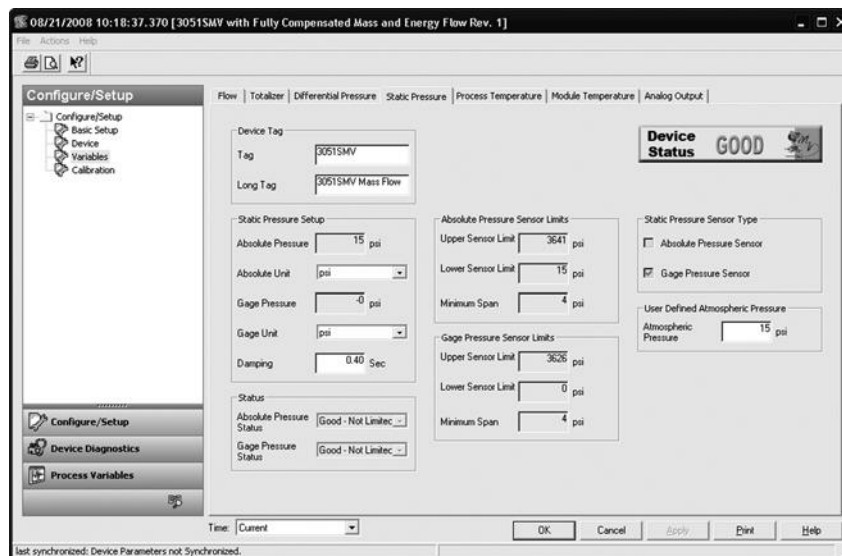 08/21/2008 10:18:37.370 [3051SMV with Fully Compensated Mass and Energy Flow Rev. 1]
File Actions Help
Configure/Setup
Configure/Setup
Basic Setup
Device
Variables
Calibration
Configure/Setup
Device Diagnostics
Process Variables
Flow Totalizer Differential Pressure Static Pressure Process Temperature Module Temperature Analog Output
Device Tag
Tag 3051SMV
Long Tag 3051SMV Mass Flow
Device Status GOOD
Static Pressure Setup
Absolute Pressure 15 psi
Absolute Unit psi
Gage Pressure -0 psi
Gage Unit psi
Damping 0.40 Sec
Status
Absolute Pressure Status Good - Not Limitec
Gage Pressure Status Good - Not Limitec
Absolute Pressure Sensor Limits
Upper Sensor Limit 3641 psi
Lower Sensor Limit 15 psi
Minimum Span 4 psi
Gage Pressure Sensor Limits
Upper Sensor Limit 3626 psi
Lower Sensor Limit 0 psi
Minimum Span 4 psi
Static Pressure Sensor Type
Absolute Pressure Sensor
Gage Pressure Sensor
User Defined Atmospheric Pressure
Atmospheric Pressure 15 psi
Time: Current
OK Cancel Apply Print Help
last synchronized: Device Parameters not Synchronized.